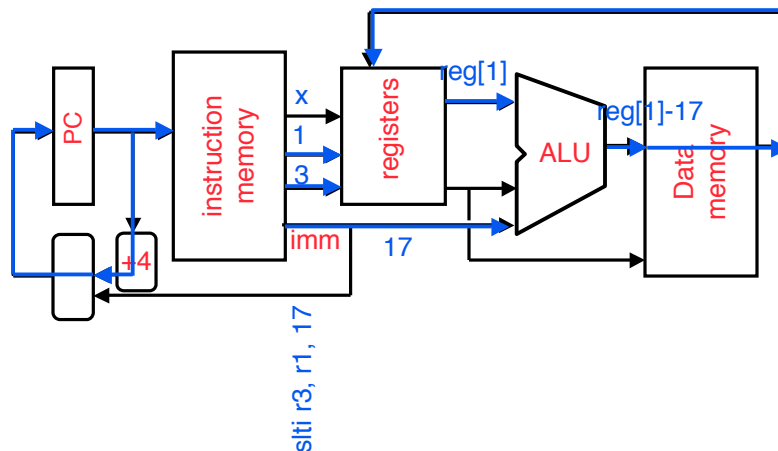 PC
+4
instruction
memory
x
1
3
imm
17
registers
reg[1]
ALU
reg[1]-17
Data
memory
slti r3, r1, 17